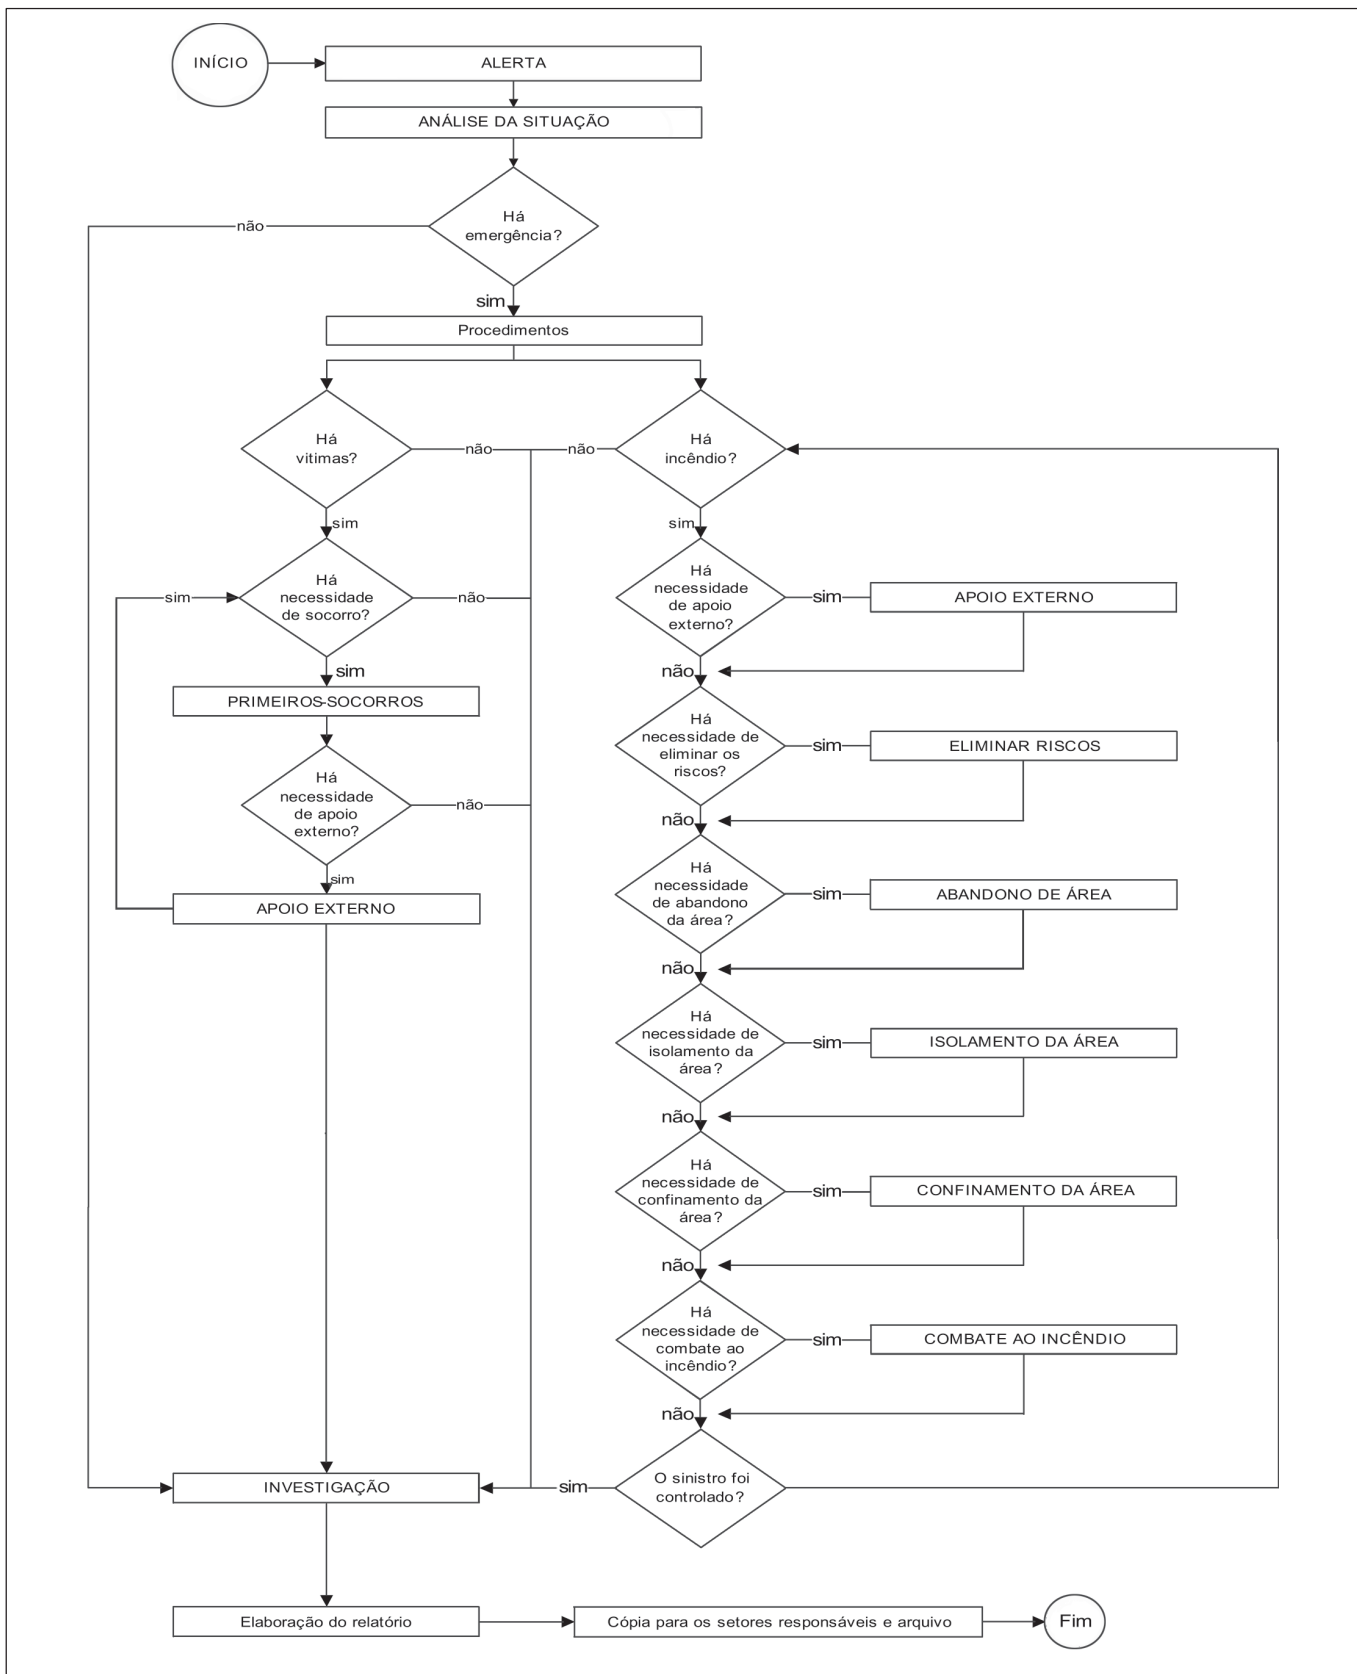 INÍCIO
ALERTA
ANÁLISE DA SITUAÇÃO
Há
emergência?
não
sim
Procedimentos
Há
vitimas?
não
não
Há
incêndio?
sim
sim
Há
necessidade
de socorro?
sim
não
Há
necessidade
de apoio
externo?
sim
APOIO EXTERNO
sim
não
PRIMEIROS-SOCORROS
Há
necessidade de
eliminar os
riscos?
sim
ELIMINAR RISCOS
Há
necessidade
de apoio
externo?
não
não
sim
Há
necessidade
de abandono
da área?
sim
ABANDONO DE ÁREA
APOIO EXTERNO
não
Há
necessidade de
isolamento da
área?
sim
ISOLAMENTO DA ÁREA
não
Há
necessidade de
confinamento da
área?
sim
CONFINAMENTO DA ÁREA
não
Há
necessidade de
combate ao
incêndio?
sim
COMBATE AO INCÊNDIO
não
O sinistro foi
controlado?
sim
INVESTIGAÇÃO
Elaboração do relatório
Cópia para os setores responsáveis e arquivo
Fim